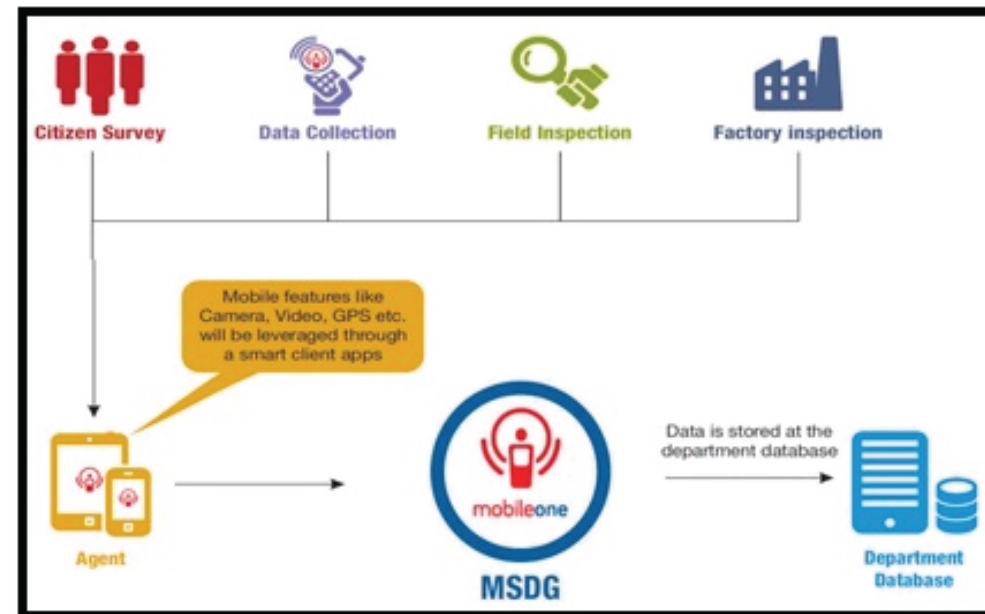 Citizen Survey
Data Collection
Field Inspection
Factory inspection
Mobile features like
Camera, Video, GPS etc.
will be leveraged through
a smart client apps
Agent
mobileone
MSDG
Data is stored at the
department database
Department
Database